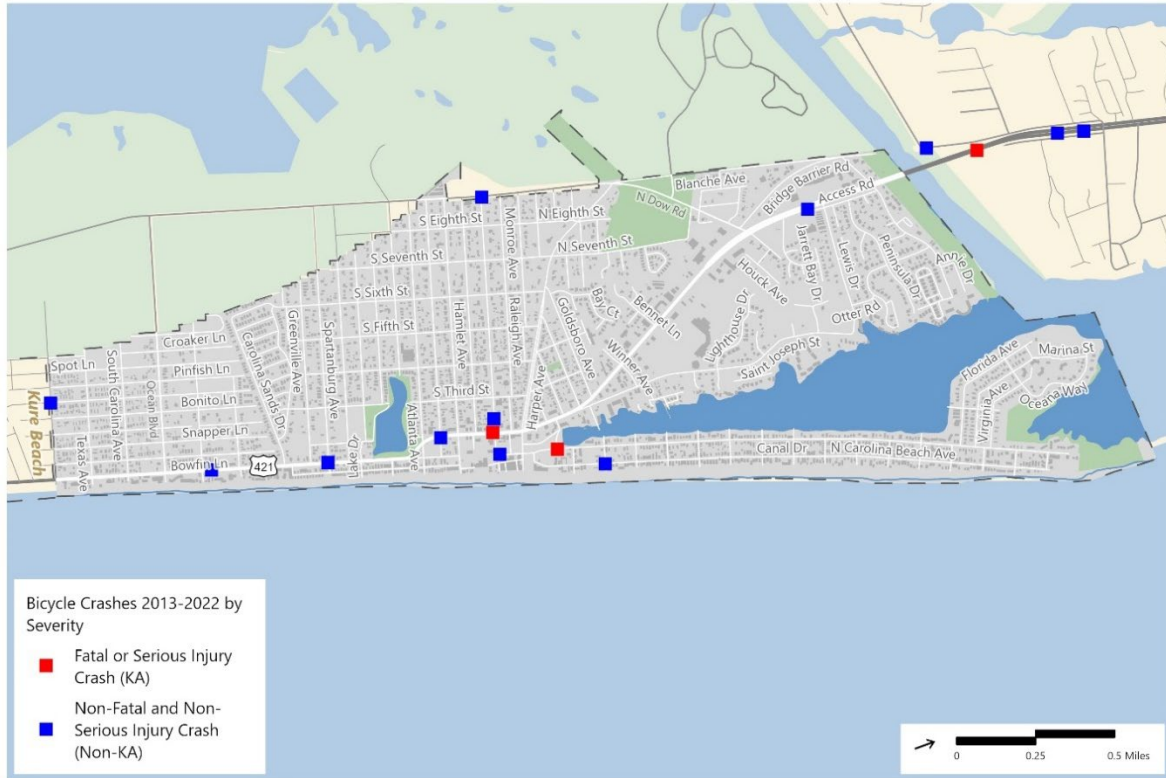 Blanche Ave
Bridge Barrier Rd
Access Rd
N Dow Rd
S Eighth St
N Eighth St
Monroe Ave
N Seventh St
S Seventh St
Jarrett Bay Dr
Lewis Dr
Peninsula Dr
Annie Dr
Houck Ave
S Sixth St
Bay Ct
Bennet Ln
Goldsboro Ave
Otter Rd
Lighthouse Dr
S Fifth St
Hamlet Ave
Raleigh Ave
Winner Ave
Saint Joseph St
Croaker Ln
Greenville Ave
Spartanburg Ave
Carolina Sands Dr
Spot Ln
South Carolina Ave
Ocean Blvd
Pinfish Ln
Florida Ave
Marina St
Oceana Way
Virginia Ave
Kure Beach
Bonito Ln
S Third St
Harper Ave
Snapper Ln
Atlanta Ave
Lake Dr
Texas Ave
Bowfin Ln
421
Canal Dr
N Carolina Beach Ave
Bicycle Crashes 2013-2022 by
Severity
Fatal or Serious Injury
Crash (KA)
Non-Fatal and Non-
Serious Injury Crash
(Non-KA)
0
0.25
0.5 Miles